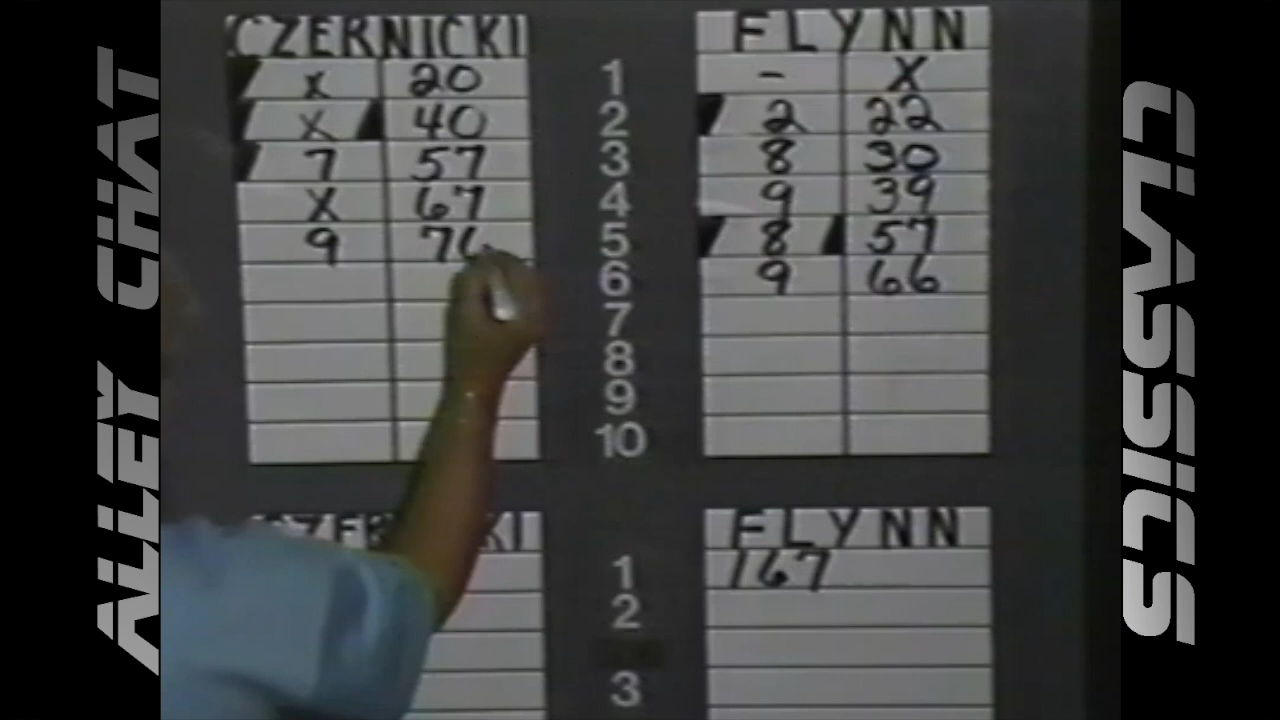 ALLEY CHAT
CZERNICKI FLYNN
X 20 1 - X
X 40 2 2 22
7 57 3 8 30
X 67 4 9 39
9 76 5 8 57
6 9 66
7
8
9
10
CZERNICKI FLYNN
1 167
2
3
CLASSICS